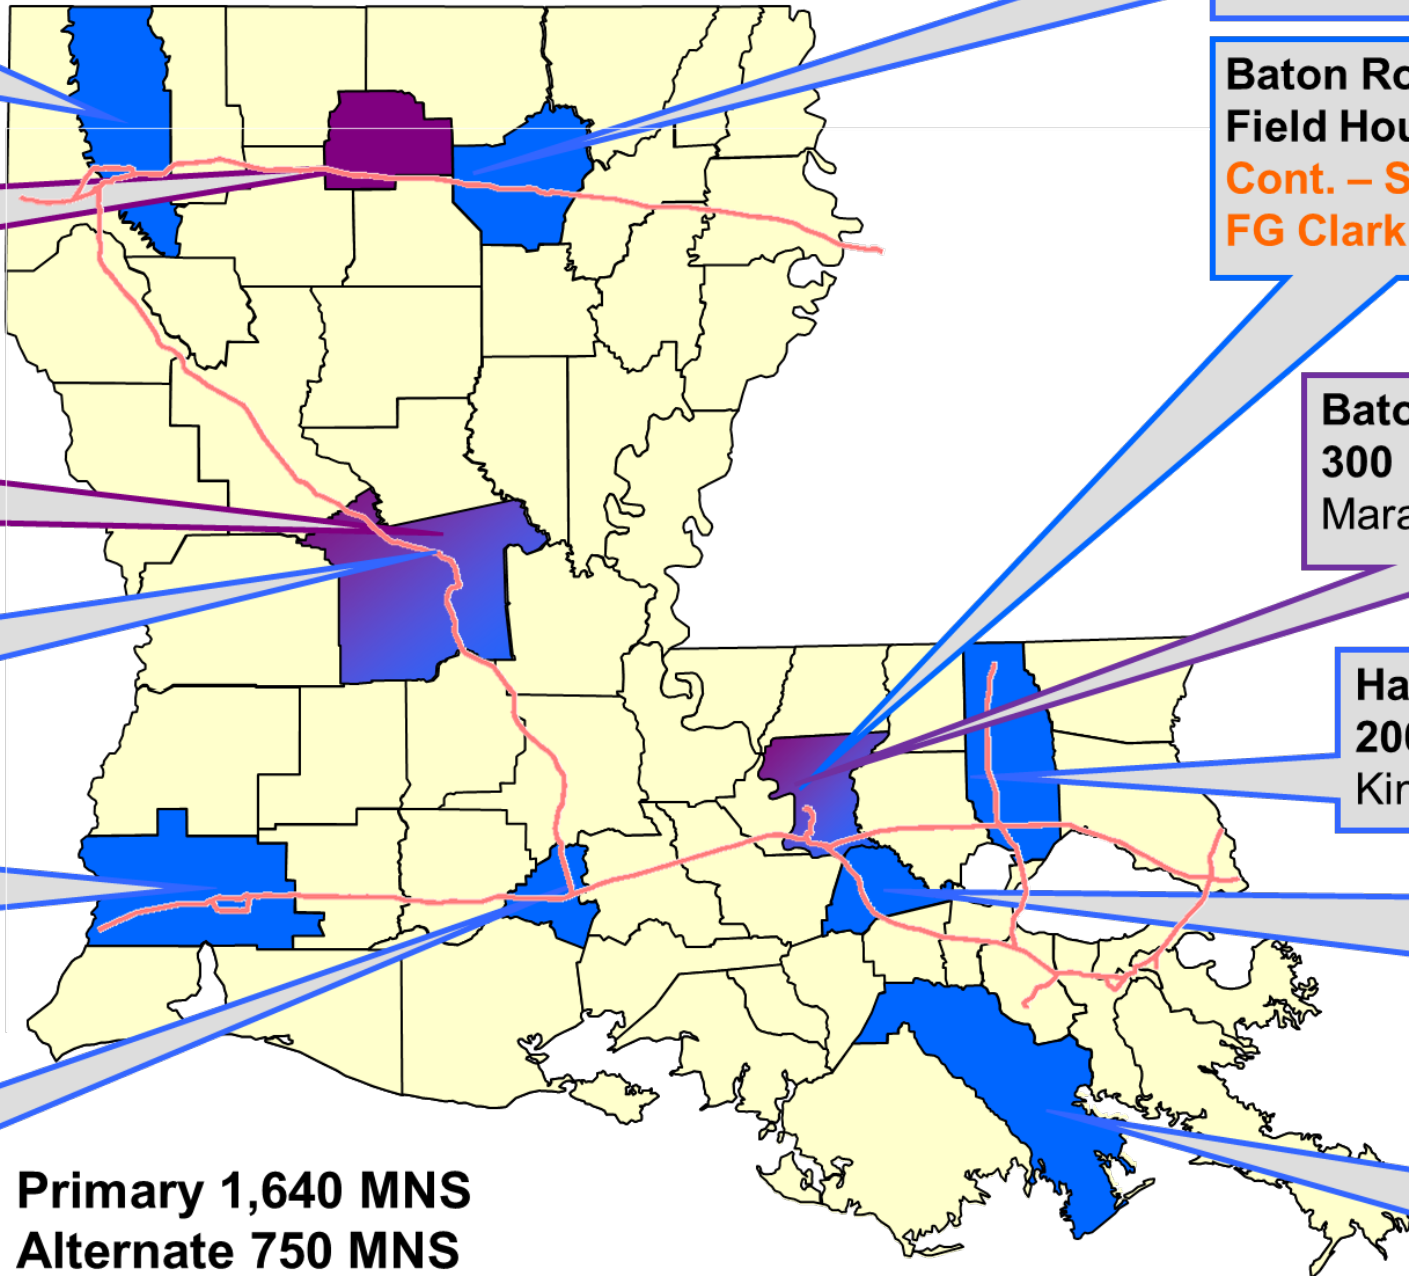 Baton Ro
Field Hou
Cont. – S
FG Clark
Bato
300
Mara
Ha
200
Kin
Primary 1,640 MNS
Alternate 750 MNS